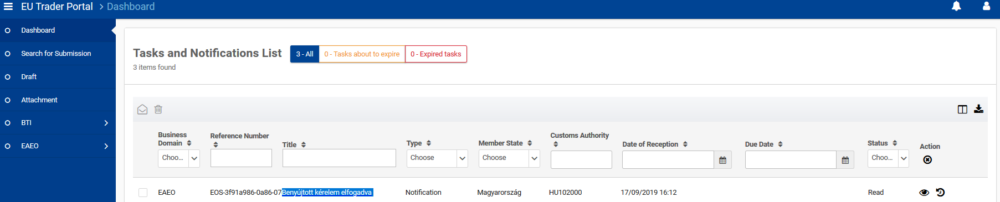 EU Trader Portal > Dashboard
Dashboard
Search for Submission
Draft
Attachment
BTI
EAEO
Tasks and Notifications List
3 - All
0 - Tasks about to expire
0 - Expired tasks
3 items found
Business Domain
Reference Number
Title
Type
Member State
Customs Authority
Date of Reception
Due Date
Status
Action
Choo...
Choose
Choose
Choo...
EAEO EOS-3f91a986-0a86-07 Benyújtott kérelem elfogadva Notification Magyarország HU102000 17/09/2019 16:12 Read